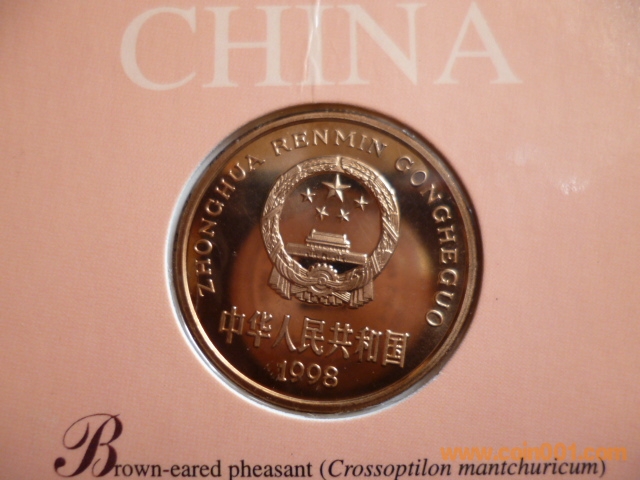 CHINA
ZHONGHUA RENMIN GONGHEGUO
中华人民共和国
1998
Brown-eared pheasant (Crossoptilon mantchuricum)
www.coin001.com